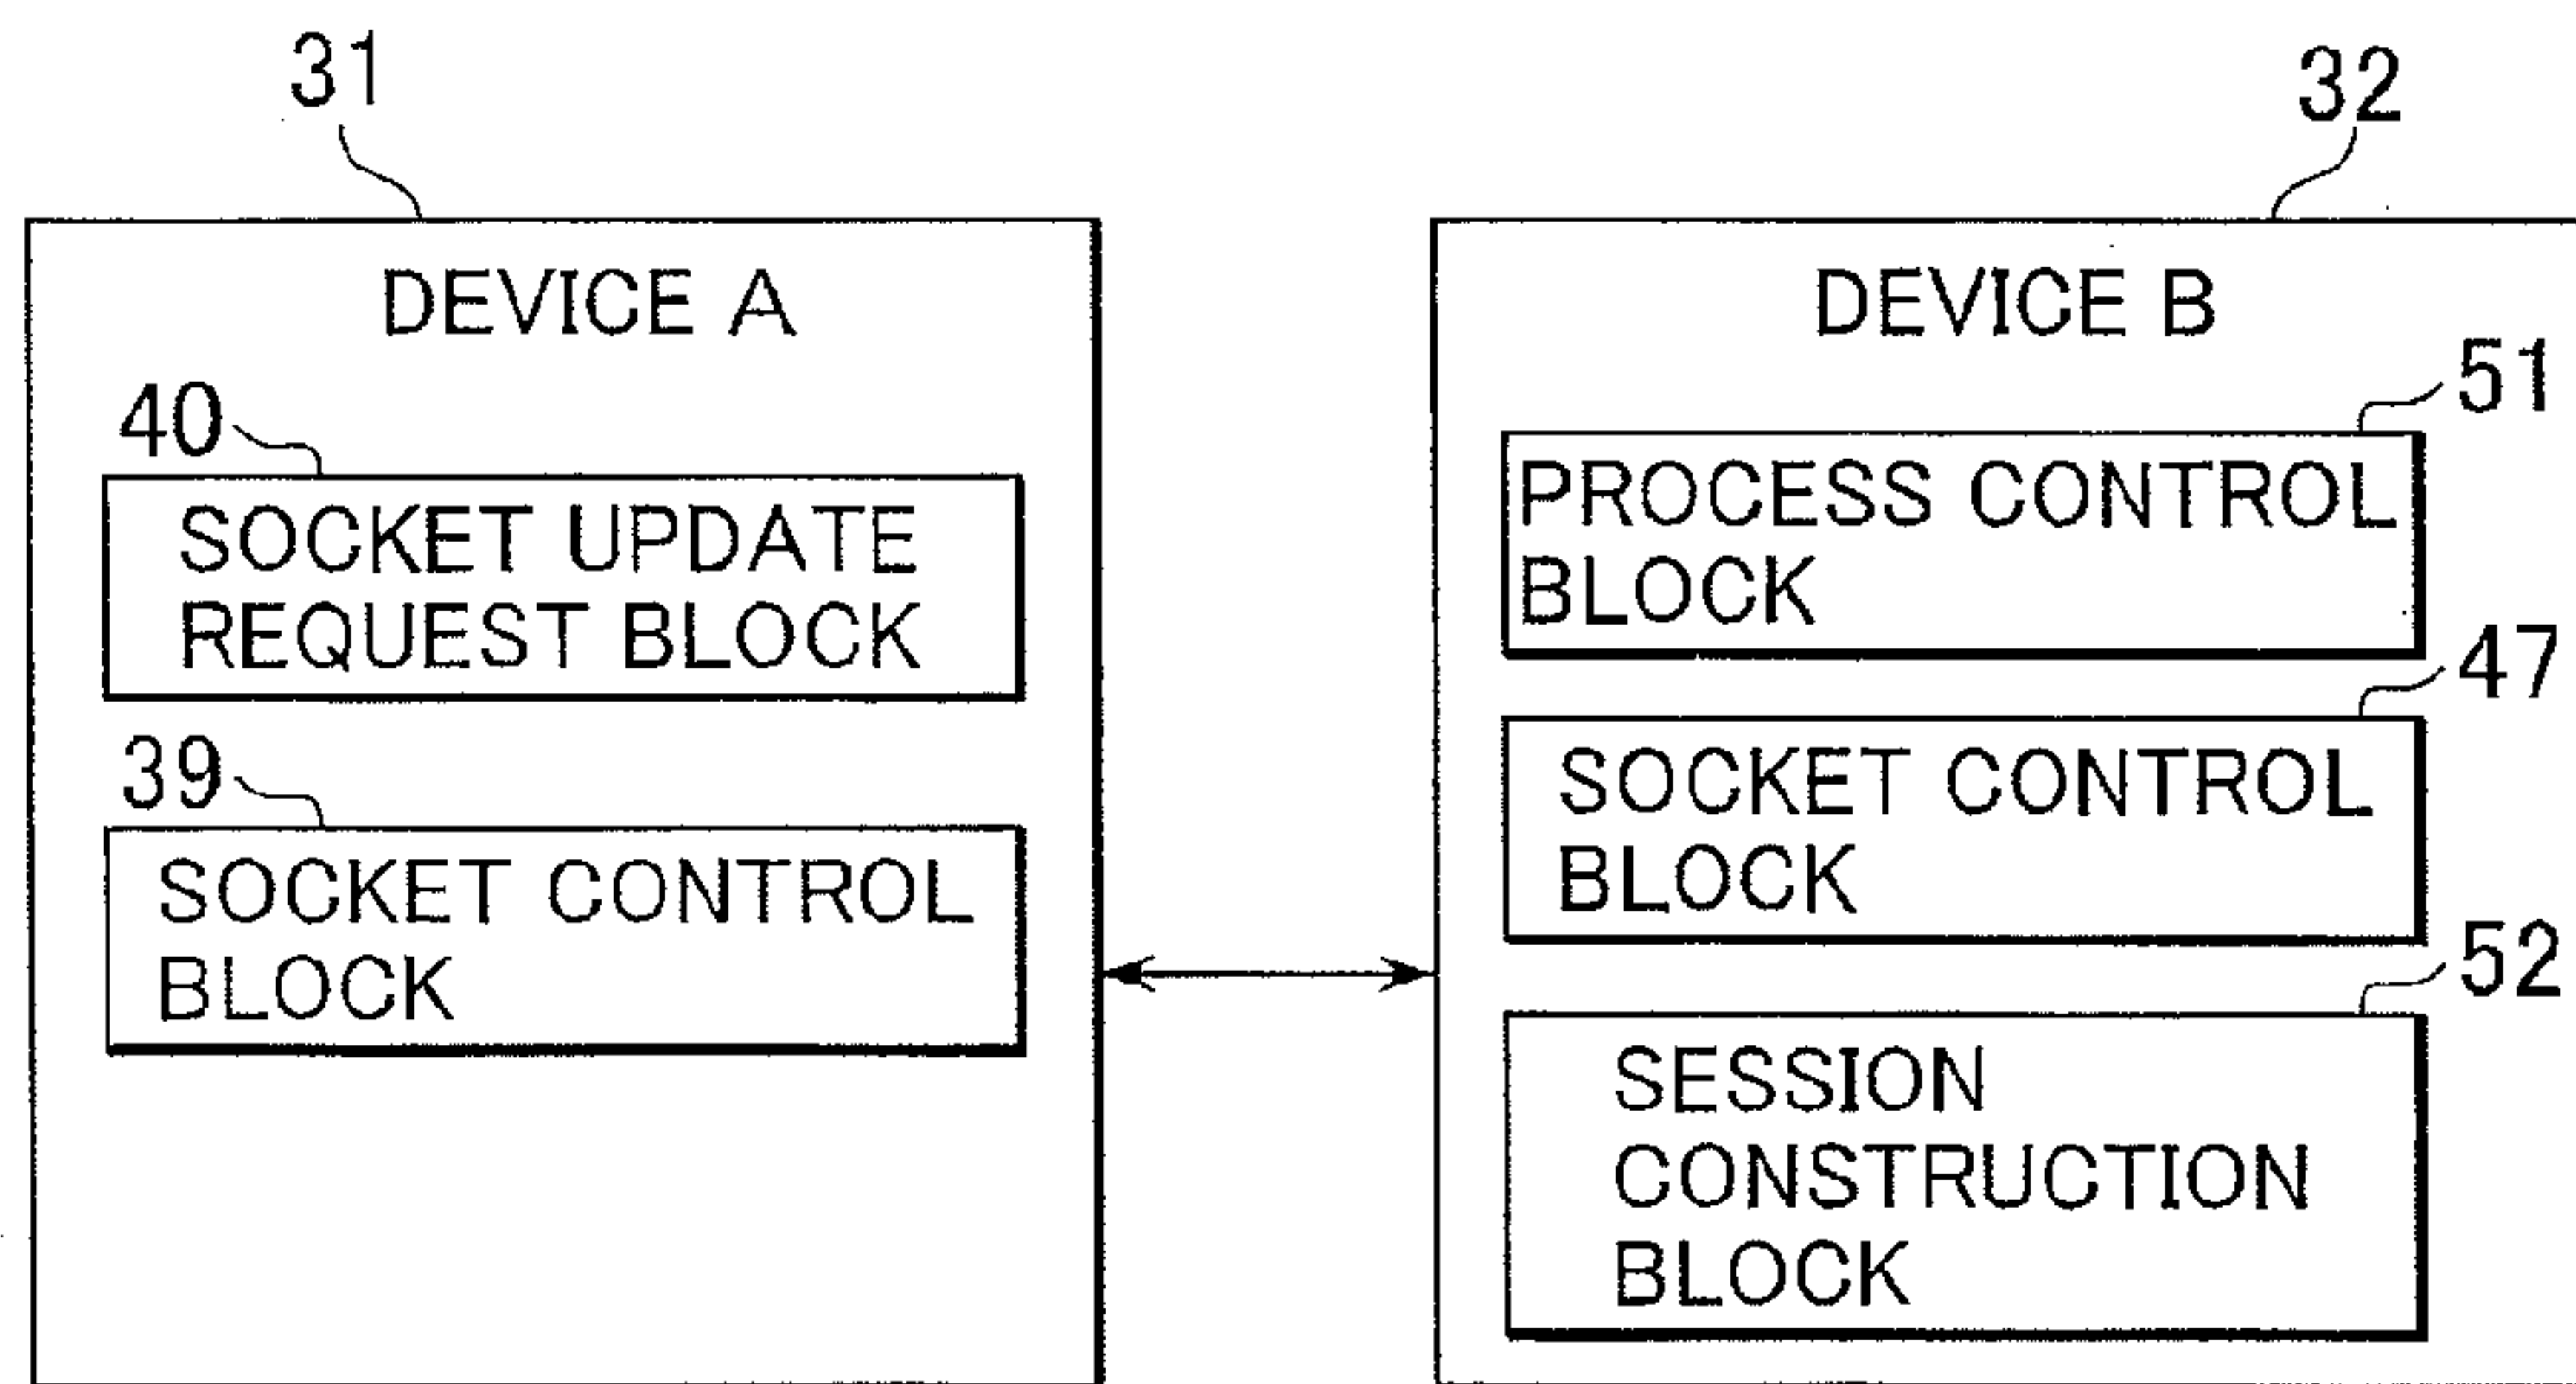 31
32
DEVICE A
40
SOCKET UPDATE
REQUEST BLOCK
39
SOCKET CONTROL
BLOCK
DEVICE B
51
PROCESS CONTROL
BLOCK
47
SOCKET CONTROL
BLOCK
52
SESSION
CONSTRUCTION
BLOCK